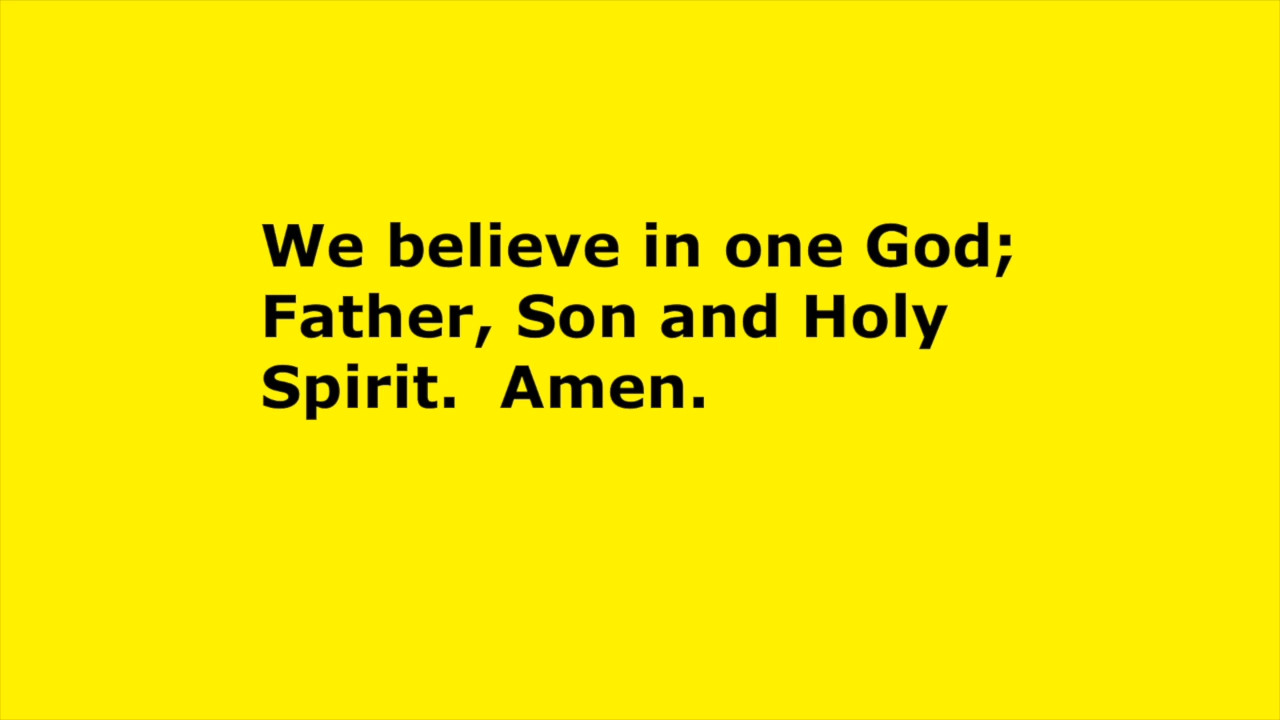 We believe in one God;
Father, Son and Holy
Spirit.  Amen.